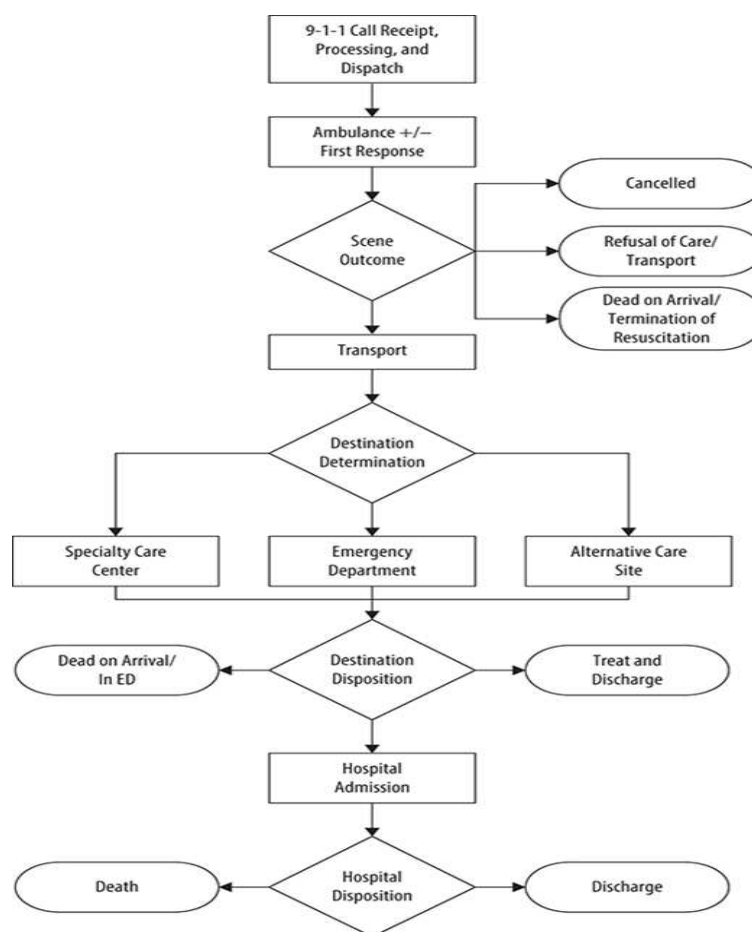 9-1-1 Call Receipt,
Processing, and
Dispatch
Ambulance +/−
First Response
Scene
Outcome
Cancelled
Refusal of Care/
Transport
Dead on Arrival/
Termination of
Resuscitation
Transport
Destination
Determination
Specialty Care
Center
Emergency
Department
Alternative Care
Site
Dead on Arrival/
In ED
Destination
Disposition
Treat and
Discharge
Hospital
Admission
Death
Hospital
Disposition
Discharge